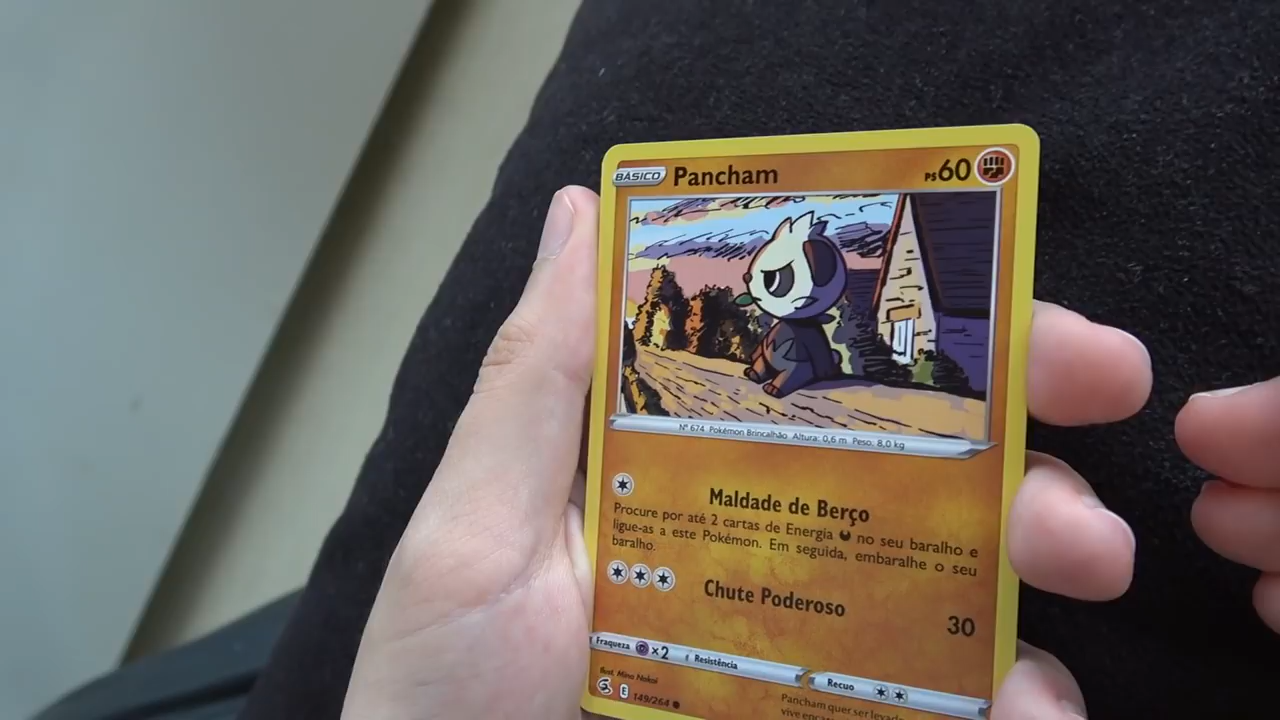 BÁSICO Pancham PS60
Nº 674 Pokémon Brincalhão Altura: 0,6 m Peso: 8,0 kg
Maldade de Berço
Procure por até 2 cartas de Energia no seu baralho e
ligue-as a este Pokémon. Em seguida, embaralhe o seu
baralho.
Chute Poderoso 30
Fraqueza ×2 Resistência Recuo
Ilust. Mina Nakai
E 149/264
Pancham quer ser levado
vive